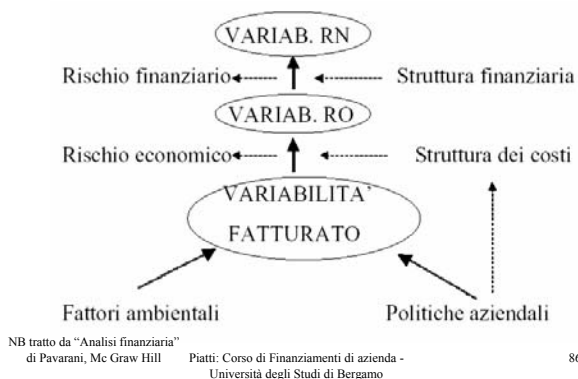 VARIAB. RN
Rischio finanziario
Struttura finanziaria
VARIAB. RO
Rischio economico
Struttura dei costi
VARIABILITA'
FATTURATO
Fattori ambientali
Politiche aziendali
NB tratto da “Analisi finanziaria”
di Pavarani, Mc Graw Hill
Piatti: Corso di Finanziamenti di azienda -
Università degli Studi di Bergamo
86